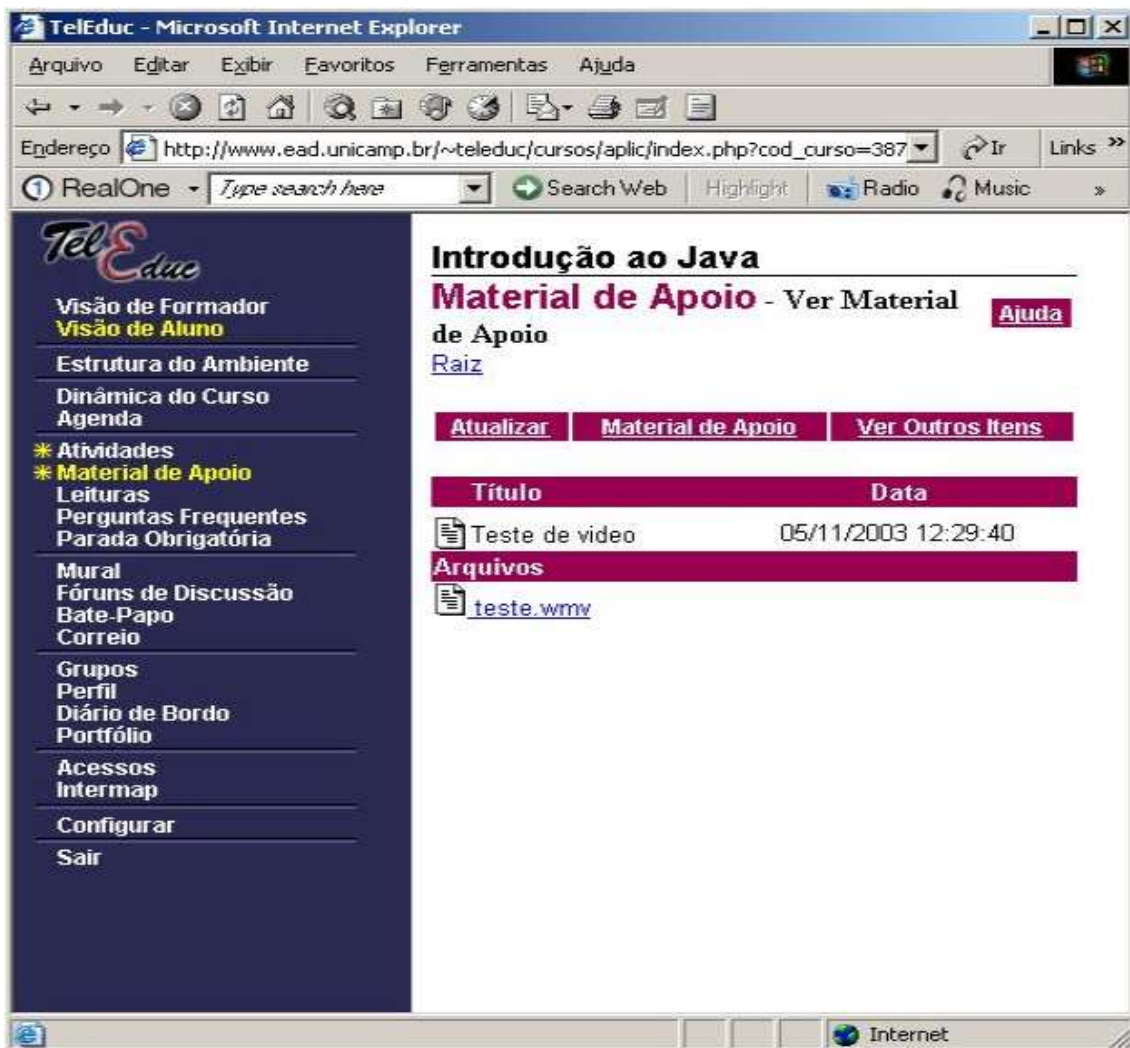 TelEduc - Microsoft Internet Explorer
Arquivo Editar Exibir Favoritos Ferramentas Ajuda
Endereço http://www.ead.unicamp.br/~teleduc/cursos/aplic/index.php?cod_curso=387 Ir Links »
RealOne Type search here Search Web Highlight Radio Music »
TelEduc
Visão de Formador
Visão de Aluno
Estrutura do Ambiente
Dinâmica do Curso
Agenda
* Atividades
* Material de Apoio
Leituras
Perguntas Frequentes
Parada Obrigatória
Mural
Fóruns de Discussão
Bate-Papo
Correio
Grupos
Perfil
Diário de Bordo
Portfólio
Acessos
Intermap
Configurar
Sair
Introdução ao Java
Material de Apoio - Ver Material
de Apoio
Ajuda
Raiz
Atualizar Material de Apoio Ver Outros Itens
Título Data
Teste de video 05/11/2003 12:29:40
Arquivos
teste.wmv
Internet